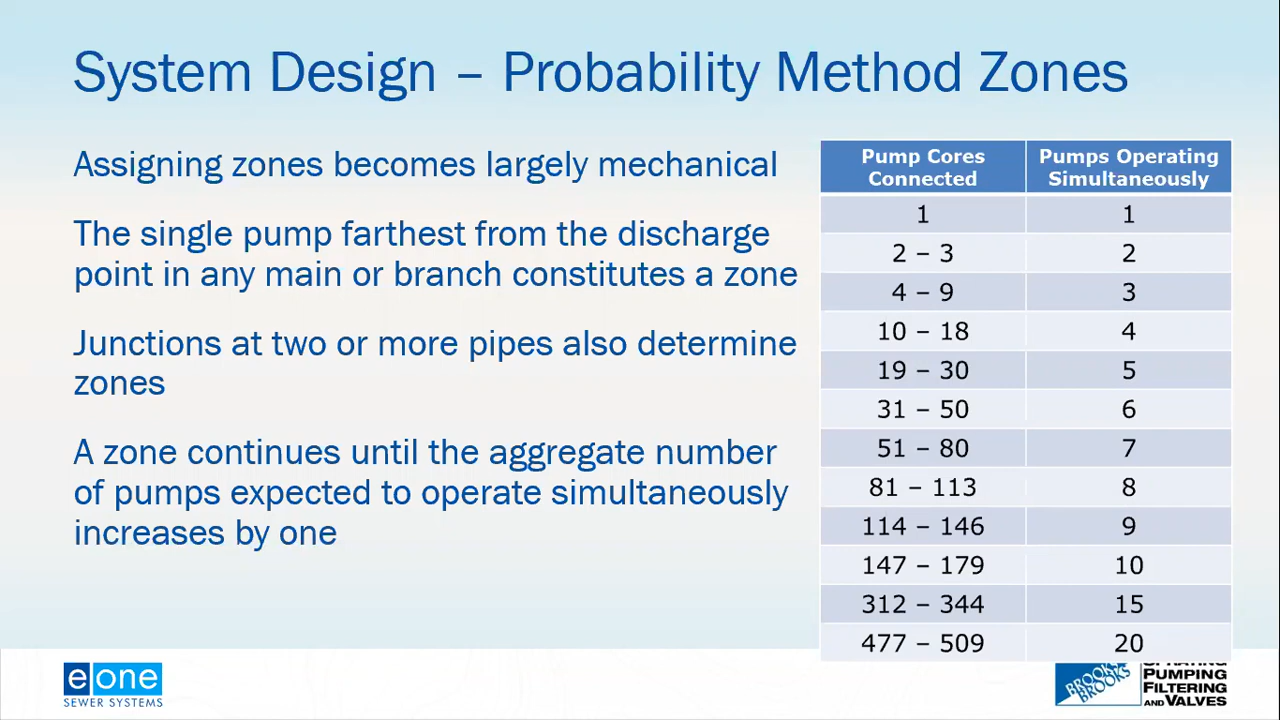 System Design – Probability Method Zones
Assigning zones becomes largely mechanical
The single pump farthest from the discharge
point in any main or branch constitutes a zone
Junctions at two or more pipes also determine
zones
A zone continues until the aggregate number
of pumps expected to operate simultaneously
increases by one
Pump Cores Connected | Pumps Operating Simultaneously
1 | 1
2 – 3 | 2
4 – 9 | 3
10 – 18 | 4
19 – 30 | 5
31 – 50 | 6
51 – 80 | 7
81 – 113 | 8
114 – 146 | 9
147 – 179 | 10
312 – 344 | 15
477 – 509 | 20
e one
SEWER SYSTEMS
BROOKS
PUMPING
FILTERING
AND VALVES